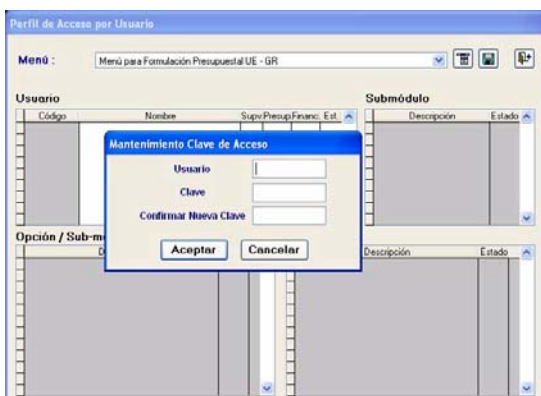 Perfil de Acceso por Usuario
Menú : Menú para Formulación Presupuestal UE - GR
Usuario Submódulo
Código Nombre Supv. Presup. Financ. Est. Descripción Estado
Mantenimiento Clave de Acceso
Usuario
Clave
Confirmar Nueva Clave
Aceptar Cancelar
Opción / Sub-m
D Descripción Estado